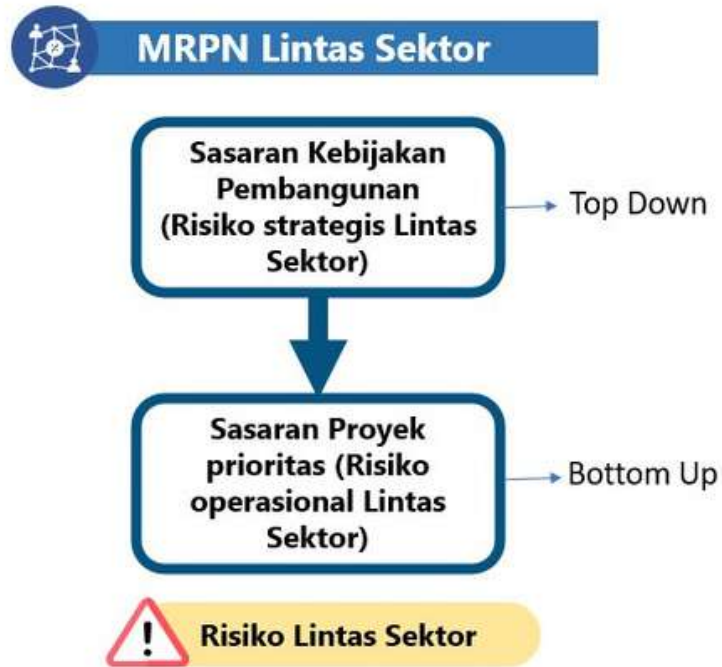 MRPN Lintas Sektor
Sasaran Kebijakan
Pembangunan
(Risiko strategis Lintas
Sektor)
Top Down
Sasaran Proyek
prioritas (Risiko
operasional Lintas
Sektor)
Bottom Up
Risiko Lintas Sektor